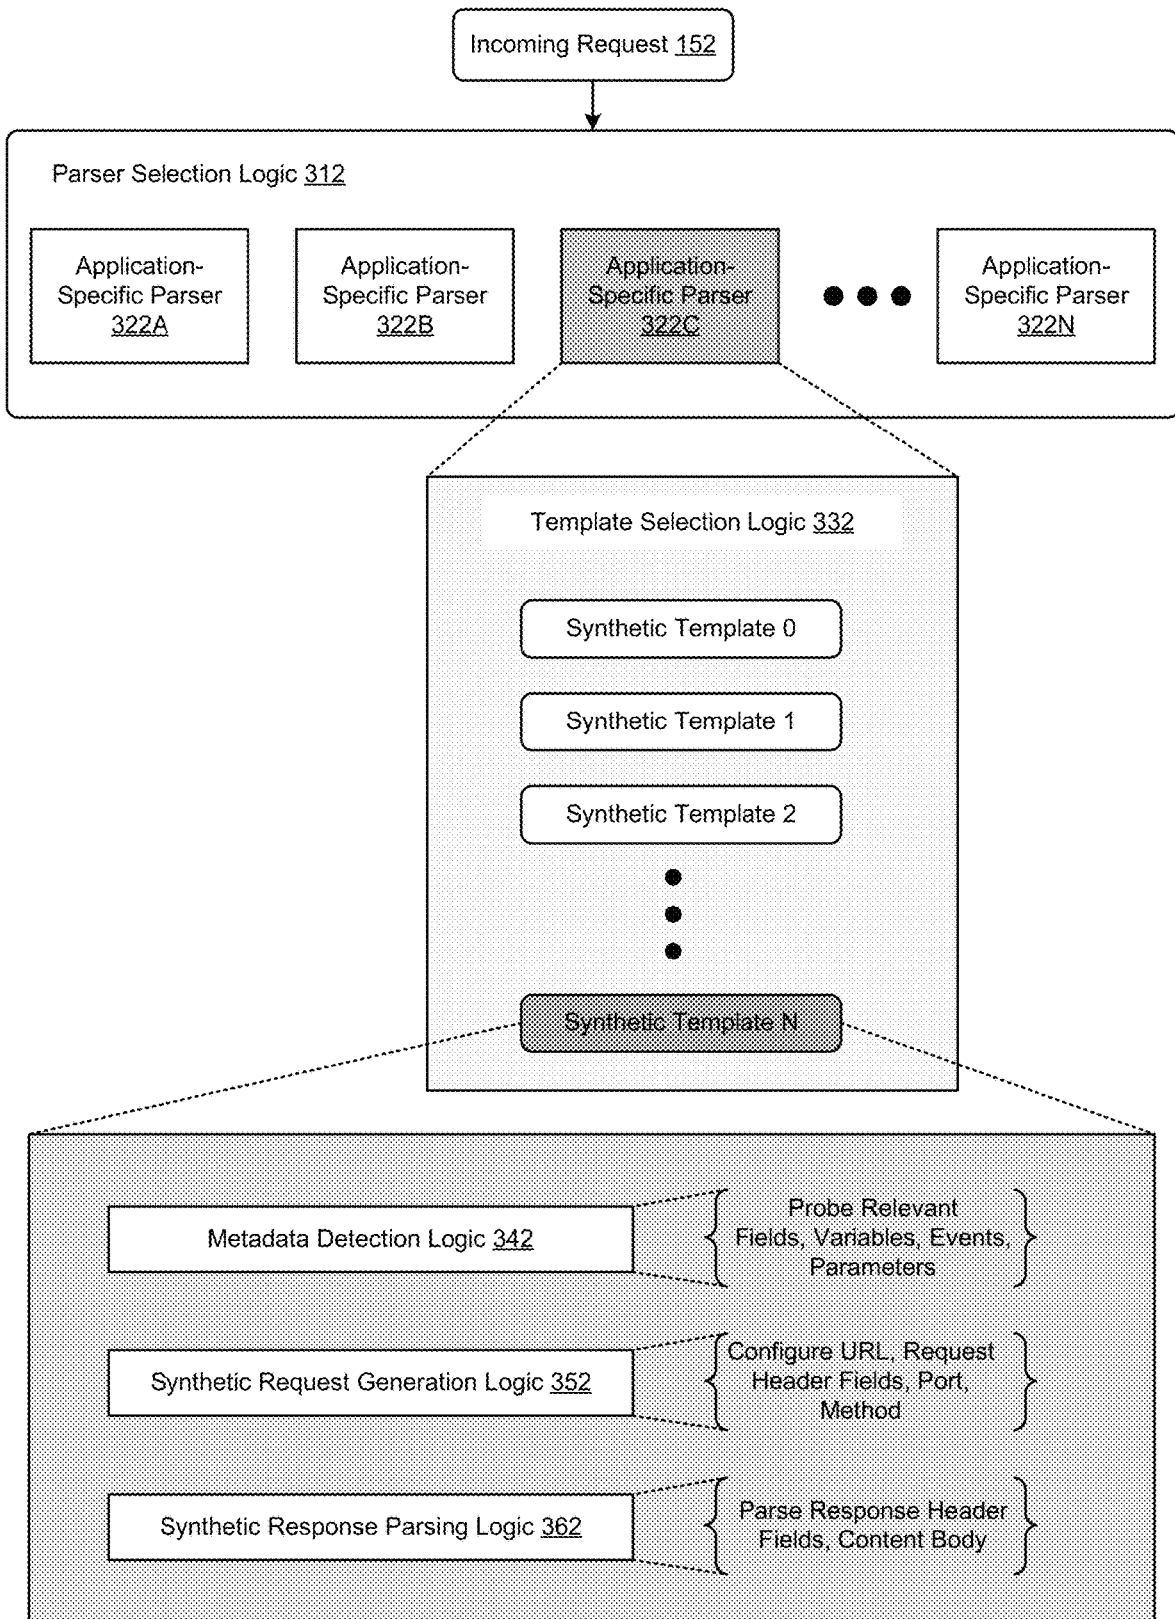 Incoming Request 152
Parser Selection Logic 312
Application-
Specific Parser
322A
Application-
Specific Parser
322B
Application-
Specific Parser
322C
Application-
Specific Parser
322N
Template Selection Logic 332
Synthetic Template 0
Synthetic Template 1
Synthetic Template 2
Synthetic Template N
Metadata Detection Logic 342
Probe Relevant
Fields, Variables, Events,
Parameters
Synthetic Request Generation Logic 352
Configure URL, Request
Header Fields, Port,
Method
Synthetic Response Parsing Logic 362
Parse Response Header
Fields, Content Body